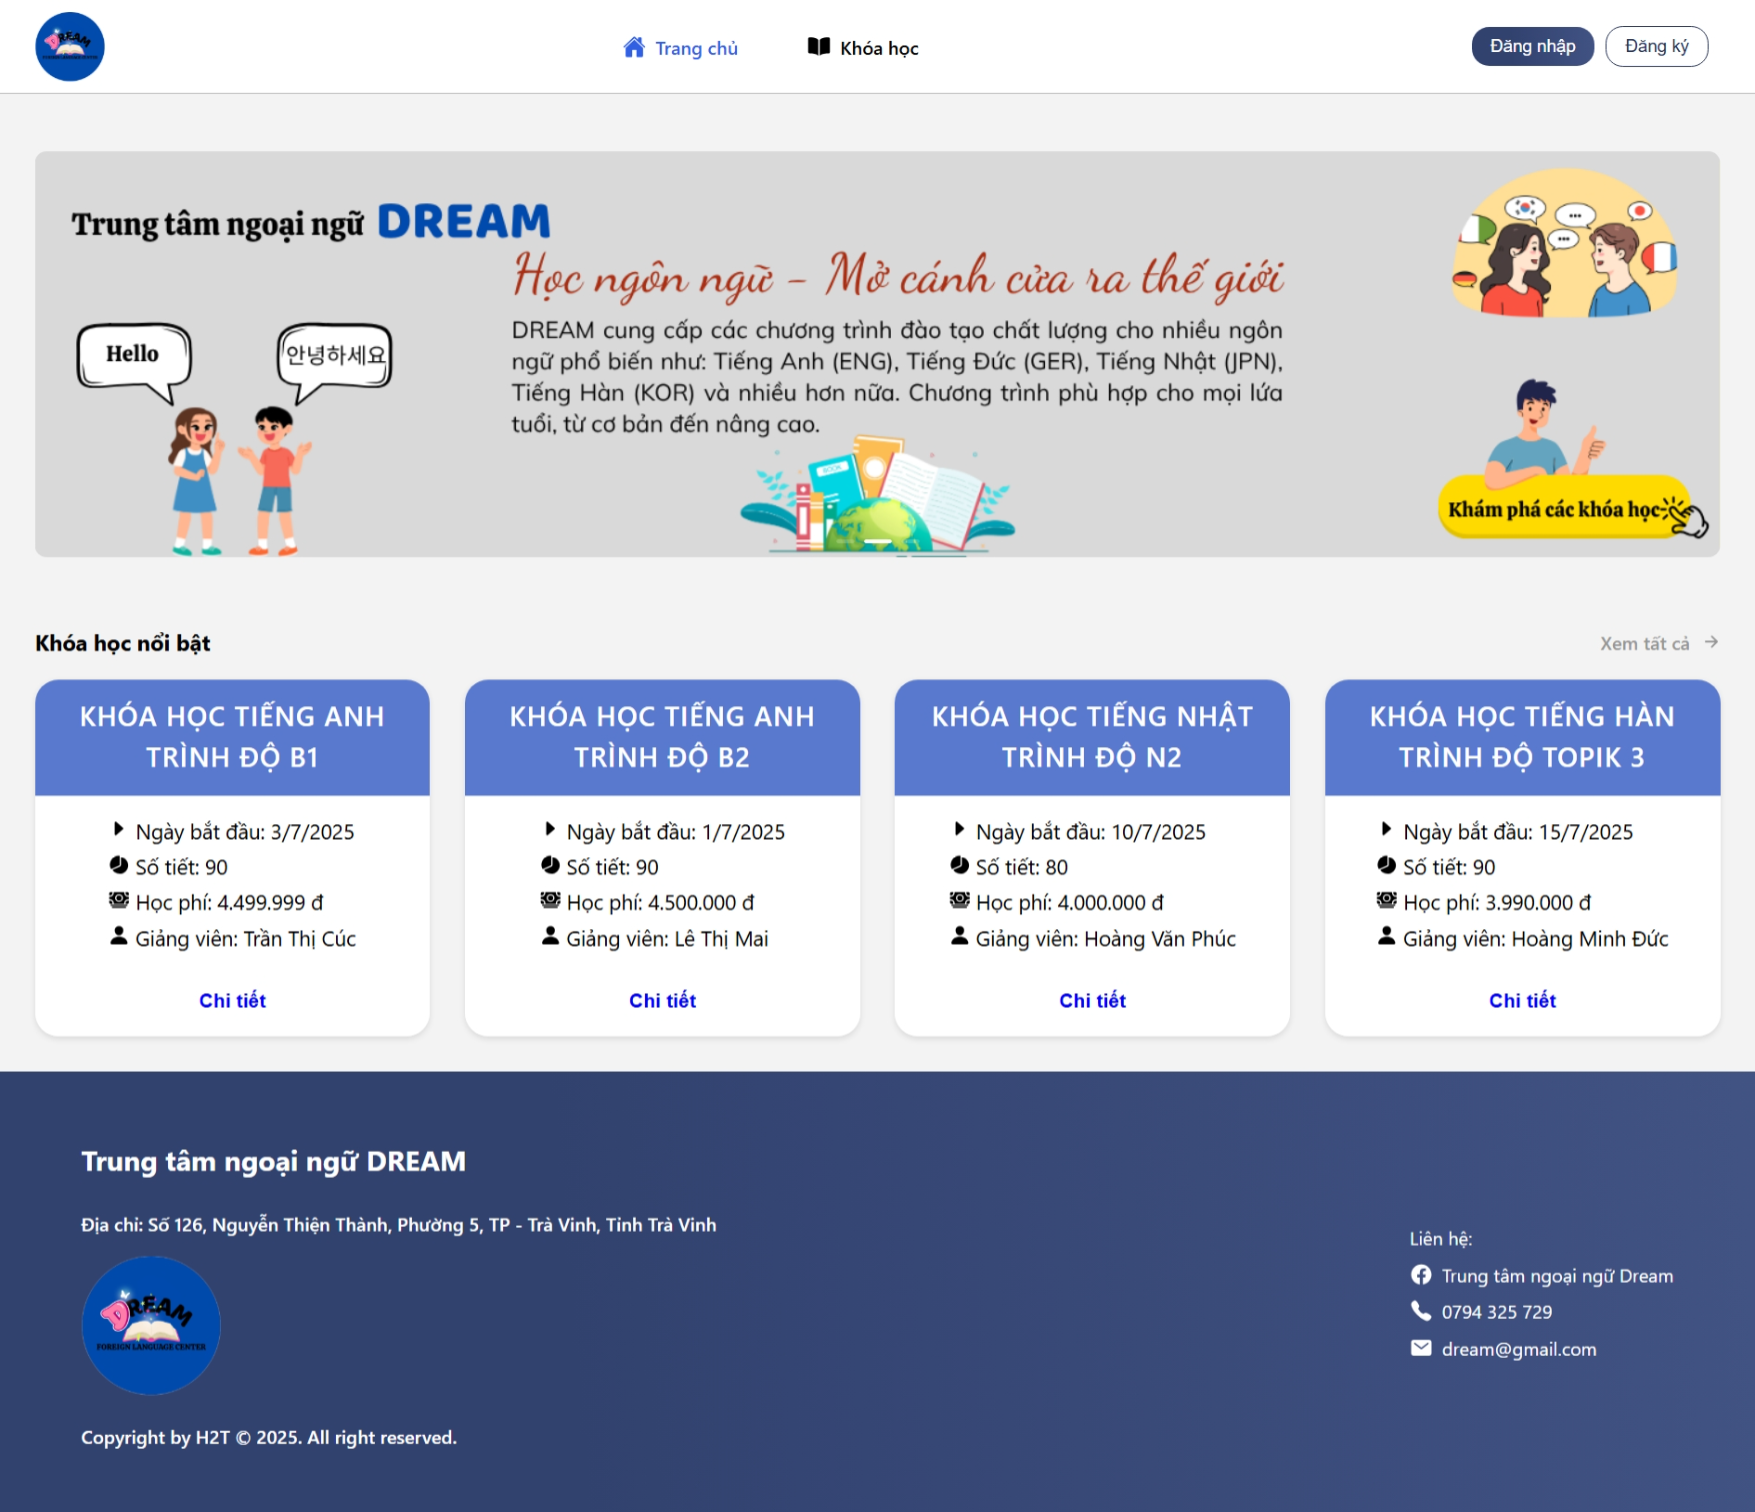 DREAM
Trang chủ
Khóa học
Đăng nhập
Đăng ký
Trung tâm ngoại ngữ DREAM
Học ngôn ngữ - Mở cánh cửa ra thế giới
DREAM cung cấp các chương trình đào tạo chất lượng cho nhiều ngôn
ngữ phổ biến như: Tiếng Anh (ENG), Tiếng Đức (GER), Tiếng Nhật (JPN),
Tiếng Hàn (KOR) và nhiều hơn nữa. Chương trình phù hợp cho mọi lứa
tuổi, từ cơ bản đến nâng cao.
Hello
안녕하세요
BOOK
Khám phá các khóa học
Khóa học nổi bật
Xem tất cả
KHÓA HỌC TIẾNG ANH
TRÌNH ĐỘ B1
Ngày bắt đầu: 3/7/2025
Số tiết: 90
Học phí: 4.499.999 đ
Giảng viên: Trần Thị Cúc
Chi tiết
KHÓA HỌC TIẾNG ANH
TRÌNH ĐỘ B2
Ngày bắt đầu: 1/7/2025
Số tiết: 90
Học phí: 4.500.000 đ
Giảng viên: Lê Thị Mai
Chi tiết
KHÓA HỌC TIẾNG NHẬT
TRÌNH ĐỘ N2
Ngày bắt đầu: 10/7/2025
Số tiết: 80
Học phí: 4.000.000 đ
Giảng viên: Hoàng Văn Phúc
Chi tiết
KHÓA HỌC TIẾNG HÀN
TRÌNH ĐỘ TOPIK 3
Ngày bắt đầu: 15/7/2025
Số tiết: 90
Học phí: 3.990.000 đ
Giảng viên: Hoàng Minh Đức
Chi tiết
Trung tâm ngoại ngữ DREAM
Địa chỉ: Số 126, Nguyễn Thiện Thành, Phường 5, TP - Trà Vinh, Tỉnh Trà Vinh
DREAM
FOREIGN LANGUAGE CENTER
Copyright by H2T © 2025. All right reserved.
Liên hệ:
Trung tâm ngoại ngữ Dream
0794 325 729
dream@gmail.com